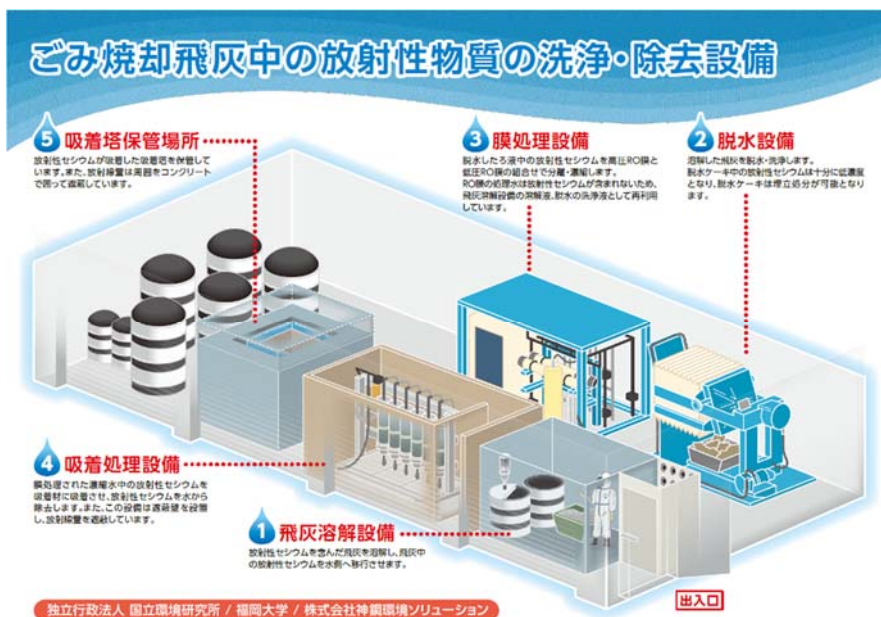 ごみ焼却飛灰中の放射性物質の洗浄・除去設備
5 吸着塔保管場所
放射性セシウムが吸着した吸着塔を保管して
います。また、放射線量は周囲をコンクリート
で囲って遮蔽しています。
3 膜処理設備
脱水したろ液中の放射性セシウムを高圧RO膜と
低圧RO膜の組合せで分離・濃縮します。
RO膜の処理水は放射性セシウムが含まれないため、
飛灰溶解設備の溶解液、脱水の洗浄液として再利用
しています。
2 脱水設備
溶解した飛灰を脱水・洗浄します。
脱水ケーキ中の放射性セシウムは十分に低濃度
となり、脱水ケーキは埋立処分が可能となり
ます。
4 吸着処理設備
膜処理された濃縮水中の放射性セシウムを
吸着材に吸着させ、放射性セシウムを水から
除去します。また、この設備は遮蔽壁を設置
し、放射線量を遮蔽しています。
1 飛灰溶解設備
放射性セシウムを含んだ飛灰を溶解し、飛灰中
の放射性セシウムを水側へ移行させます。
出入口
独立行政法人 国立環境研究所 / 福岡大学 / 株式会社神鋼環境ソリューション